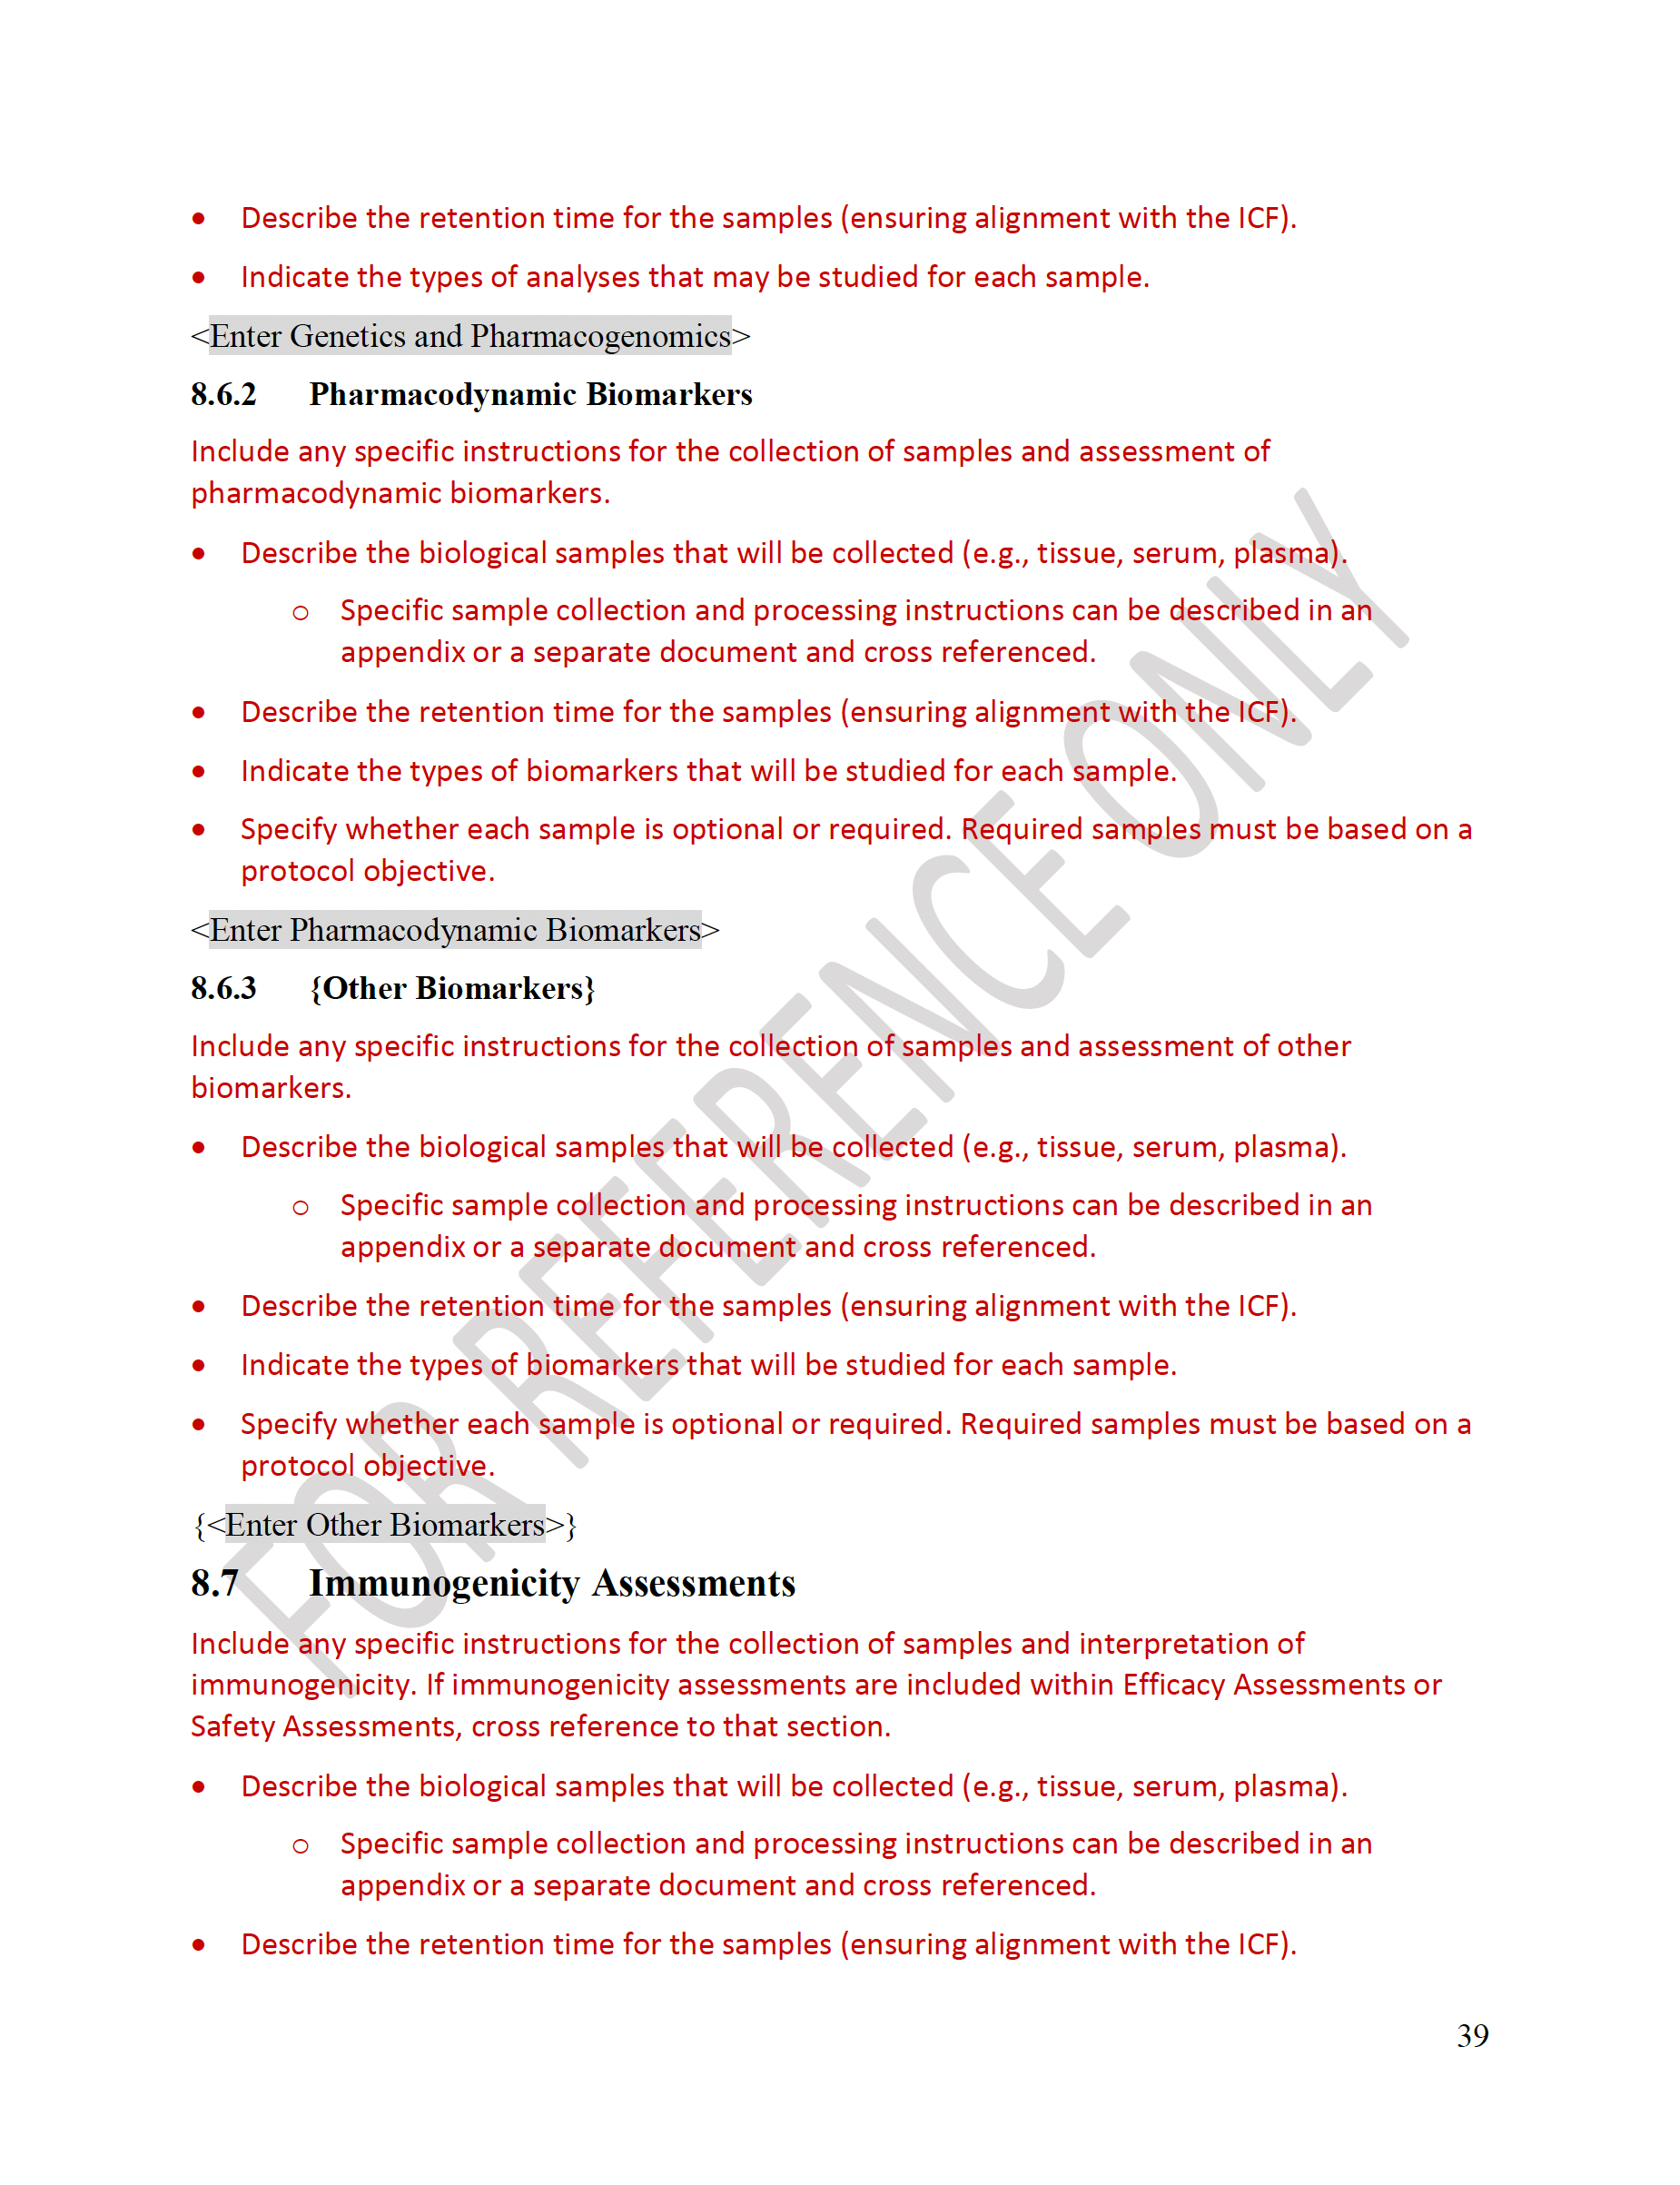 • Describe the retention time for the samples (ensuring alignment with the ICF).
• Indicate the types of analyses that may be studied for each sample.
<Enter Genetics and Pharmacogenomics>
8.6.2 Pharmacodynamic Biomarkers
Include any specific instructions for the collection of samples and assessment of
pharmacodynamic biomarkers.
• Describe the biological samples that will be collected (e.g., tissue, serum, plasma).
o Specific sample collection and processing instructions can be described in an
appendix or a separate document and cross referenced.
• Describe the retention time for the samples (ensuring alignment with the ICF).
• Indicate the types of biomarkers that will be studied for each sample.
• Specify whether each sample is optional or required. Required samples must be based on a
protocol objective.
<Enter Pharmacodynamic Biomarkers>
8.6.3 {Other Biomarkers}
Include any specific instructions for the collection of samples and assessment of other
biomarkers.
• Describe the biological samples that will be collected (e.g., tissue, serum, plasma).
o Specific sample collection and processing instructions can be described in an
appendix or a separate document and cross referenced.
• Describe the retention time for the samples (ensuring alignment with the ICF).
• Indicate the types of biomarkers that will be studied for each sample.
• Specify whether each sample is optional or required. Required samples must be based on a
protocol objective.
{<Enter Other Biomarkers>}
8.7 Immunogenicity Assessments
Include any specific instructions for the collection of samples and interpretation of
immunogenicity. If immunogenicity assessments are included within Efficacy Assessments or
Safety Assessments, cross reference to that section.
• Describe the biological samples that will be collected (e.g., tissue, serum, plasma).
o Specific sample collection and processing instructions can be described in an
appendix or a separate document and cross referenced.
• Describe the retention time for the samples (ensuring alignment with the ICF).
39
FOR REFERENCE ONLY